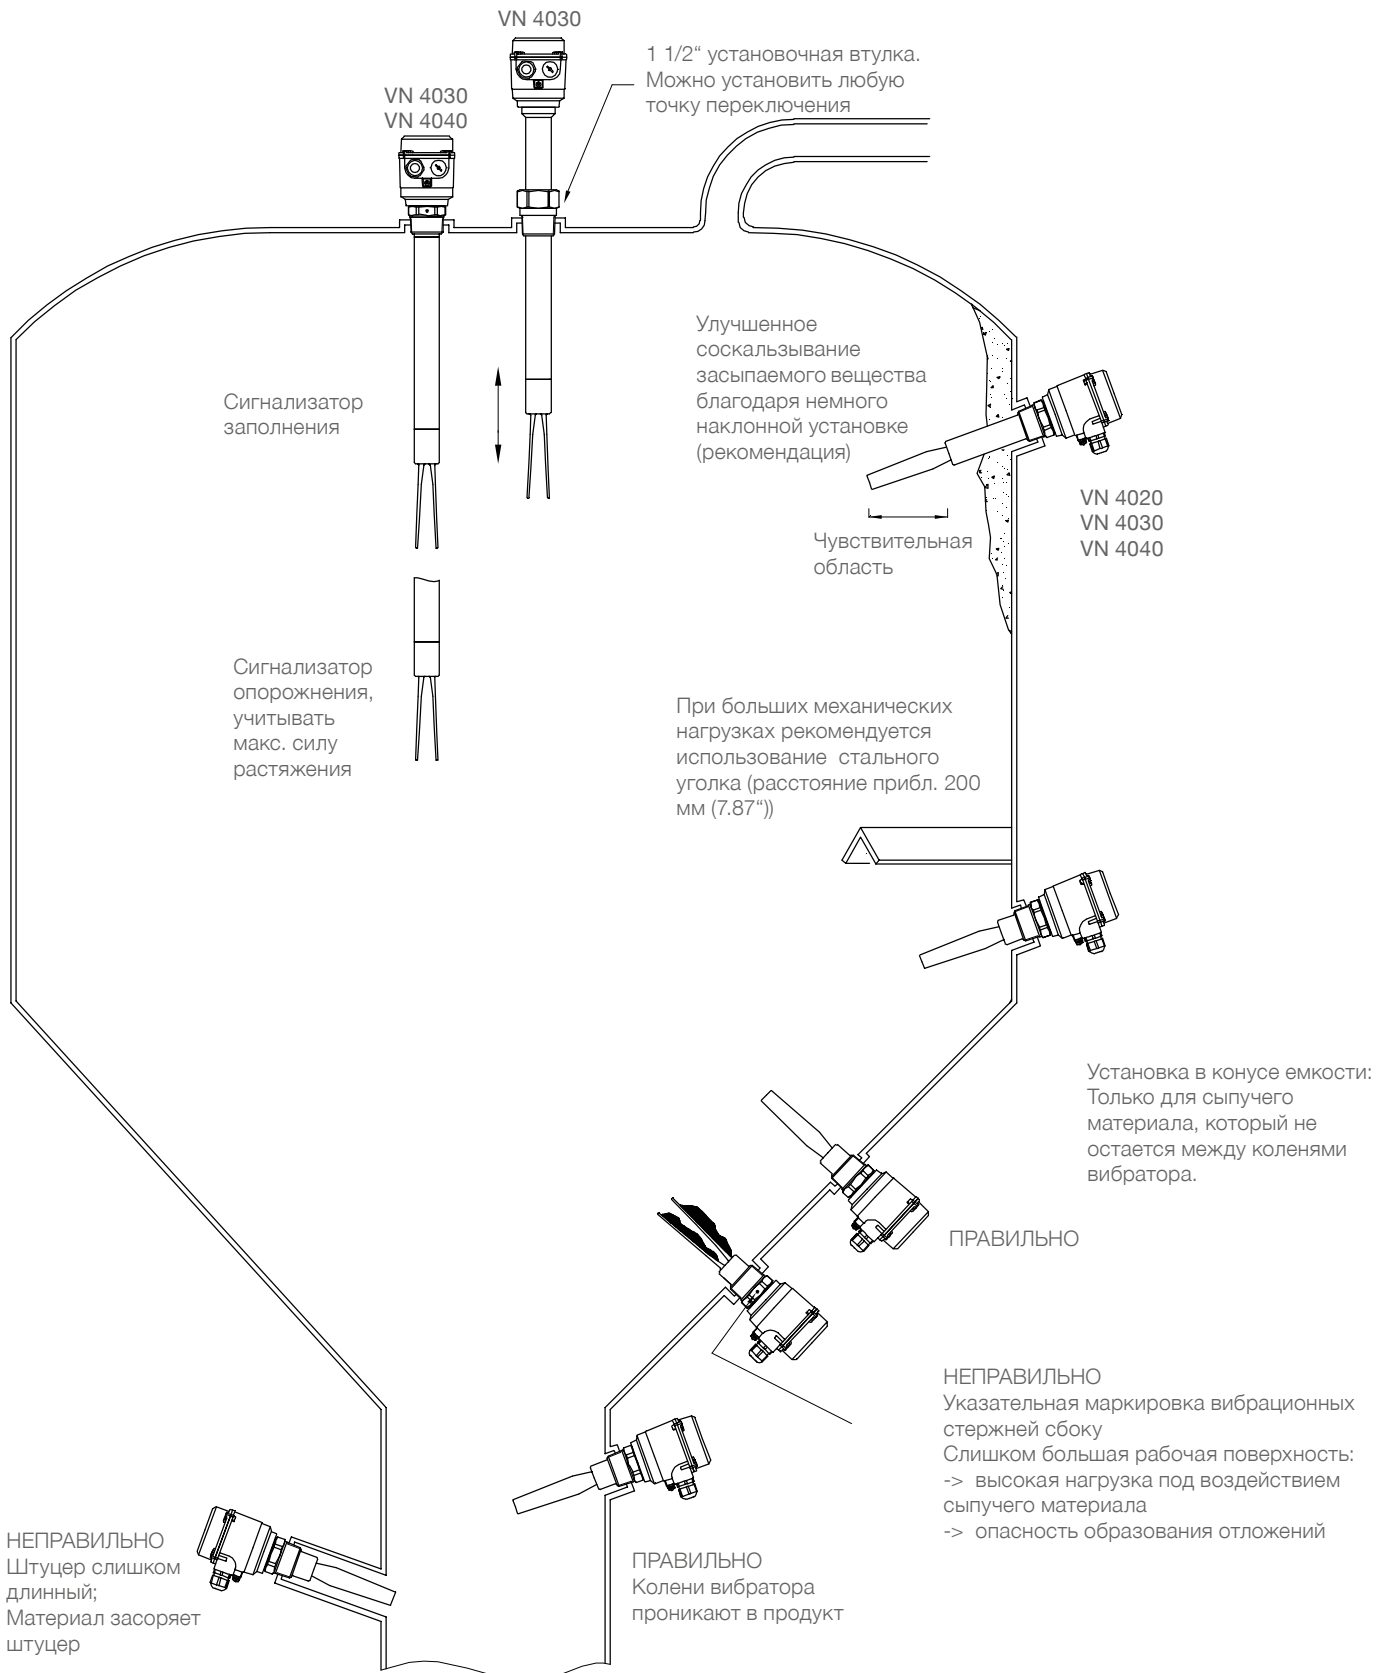 VN 4030
1 1/2“ установочная втулка.
Можно установить любую
точку переключения
VN 4030
VN 4040
Улучшенное
соскальзывание
засыпаемого вещества
благодаря немного
наклонной установке
(рекомендация)
Сигнализатор
заполнения
VN 4020
VN 4030
VN 4040
Чувствительная
область
Сигнализатор
опорожнения,
учитывать
макс. силу
растяжения
При больших механических
нагрузках рекомендуется
использование стального
уголка (расстояние прибл. 200
мм (7.87“))
Установка в конусе емкости:
Только для сыпучего
материала, который не
остается между коленями
вибратора.
ПРАВИЛЬНО
НЕПРАВИЛЬНО
Указательная маркировка вибрационных
стержней сбоку
Слишком большая рабочая поверхность:
-> высокая нагрузка под воздействием
сыпучего материала
-> опасность образования отложений
НЕПРАВИЛЬНО
Штуцер слишком
длинный;
Материал засоряет
штуцер
ПРАВИЛЬНО
Колени вибратора
проникают в продукт